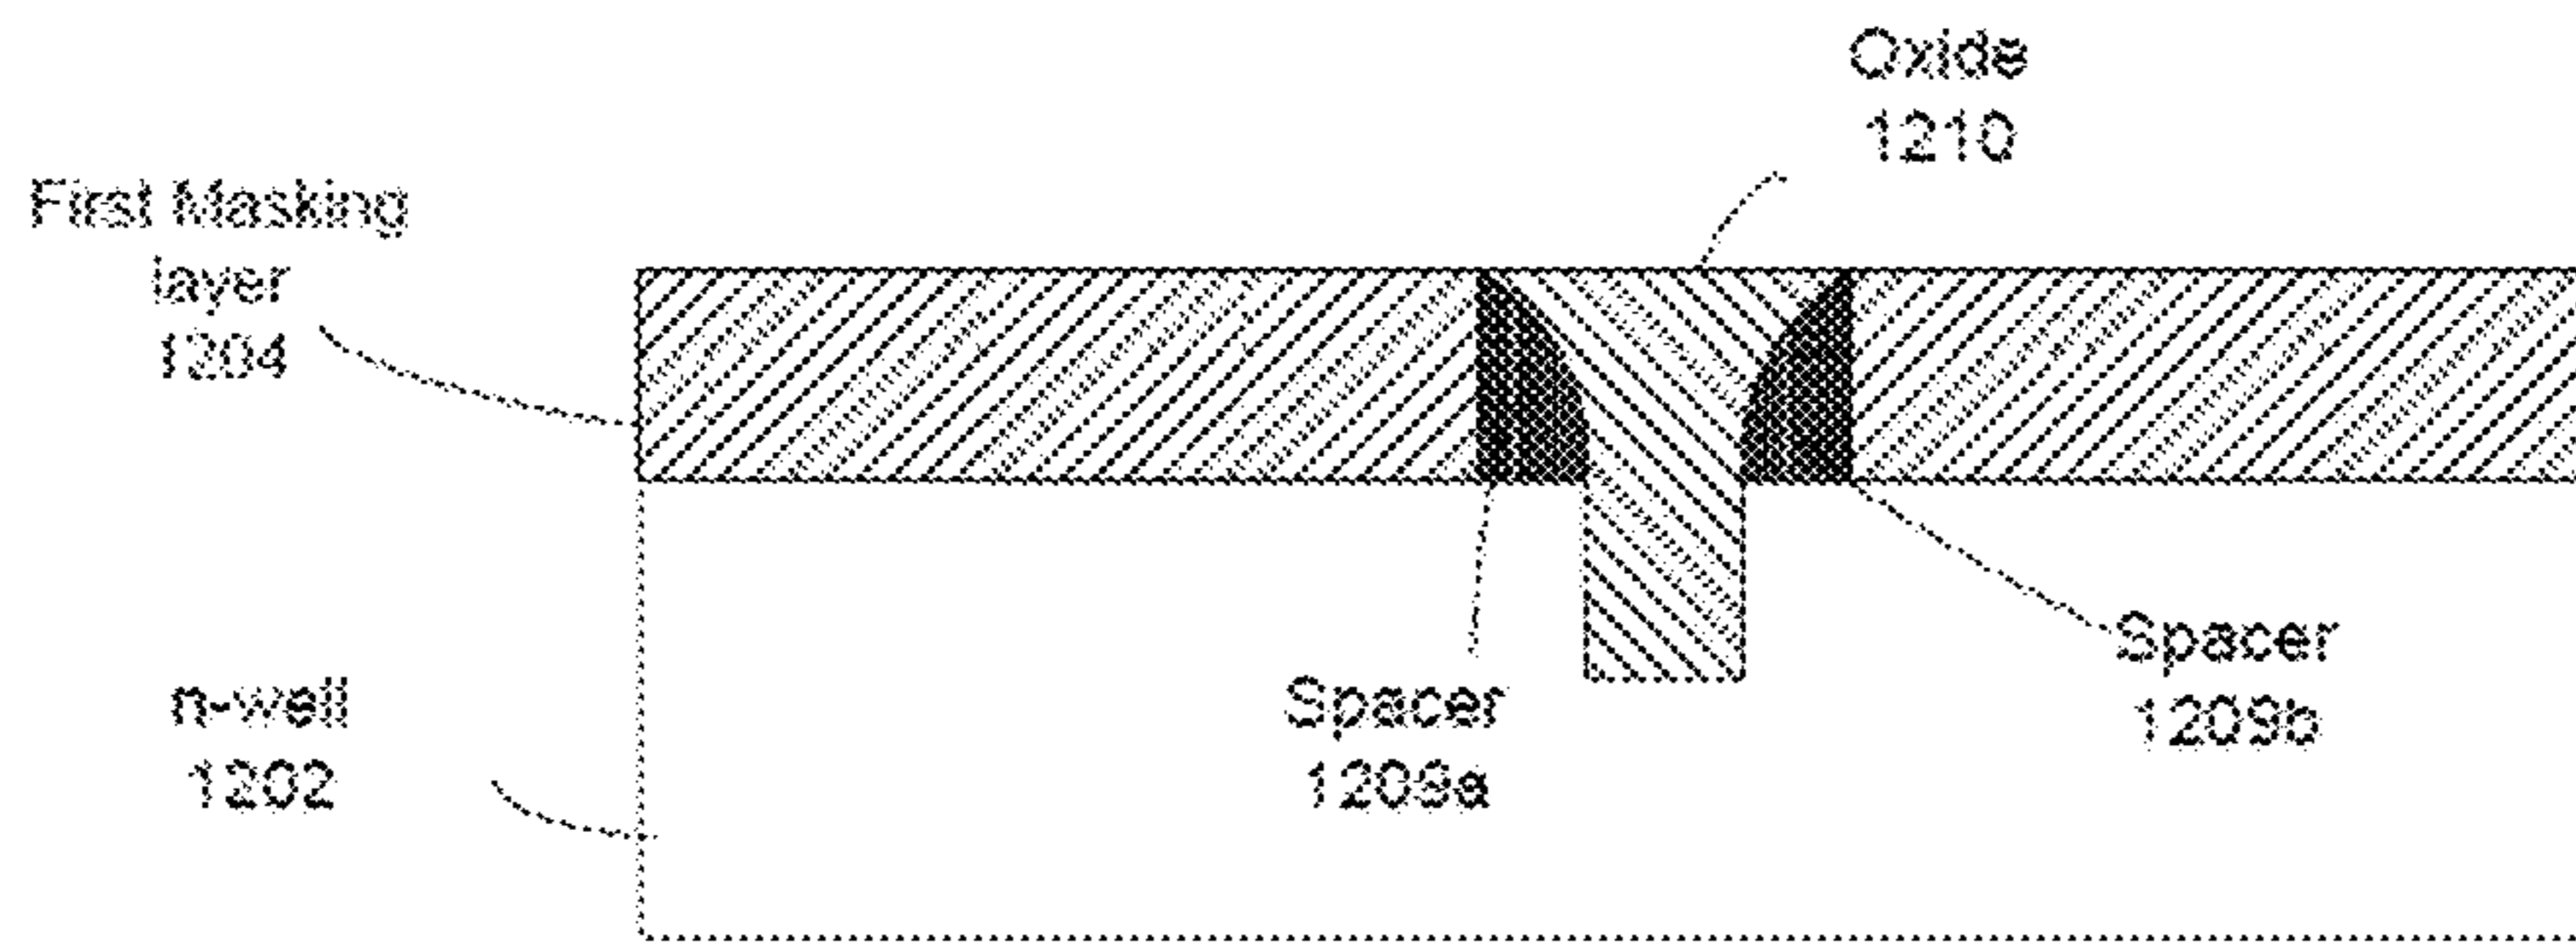 Oxide
1210
First Masking
layer
1204
Spacer
1209b
n-well
1202
Spacer
1209a